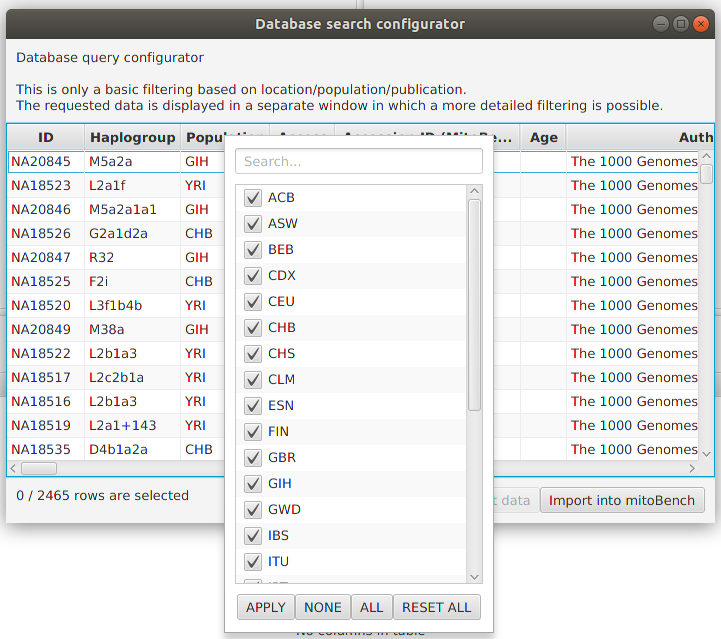 Database search configurator
Database query configurator
This is only a basic filtering based on location/population/publication.
The requested data is displayed in a separate window in which a more detailed filtering is possible.
ID Haplogroup Age Auth
NA20845 M5a2a GIH The 1000 Genomes
NA18523 L2a1f YRI The 1000 Genomes
NA20846 M5a2a1a1 GIH The 1000 Genomes
NA18526 G2a1d2a CHB The 1000 Genomes
NA20847 R32 GIH The 1000 Genomes
NA18525 F2i CHB The 1000 Genomes
NA18520 L3f1b4b YRI The 1000 Genomes
NA20849 M38a GIH The 1000 Genomes
NA18522 L2b1a3 YRI The 1000 Genomes
NA18517 L2c2b1a YRI The 1000 Genomes
NA18516 L2b1a3 YRI The 1000 Genomes
NA18519 L2a1+143 YRI The 1000 Genomes
NA18535 D4b1a2a CHB The 1000 Genomes
0 / 2465 rows are selected
data
Import into mitoBench
Search...
ACB
ASW
BEB
CDX
CEU
CHB
CHS
CLM
ESN
FIN
GBR
GIH
GWD
IBS
ITU
APPLY NONE ALL RESET ALL
No columns in table